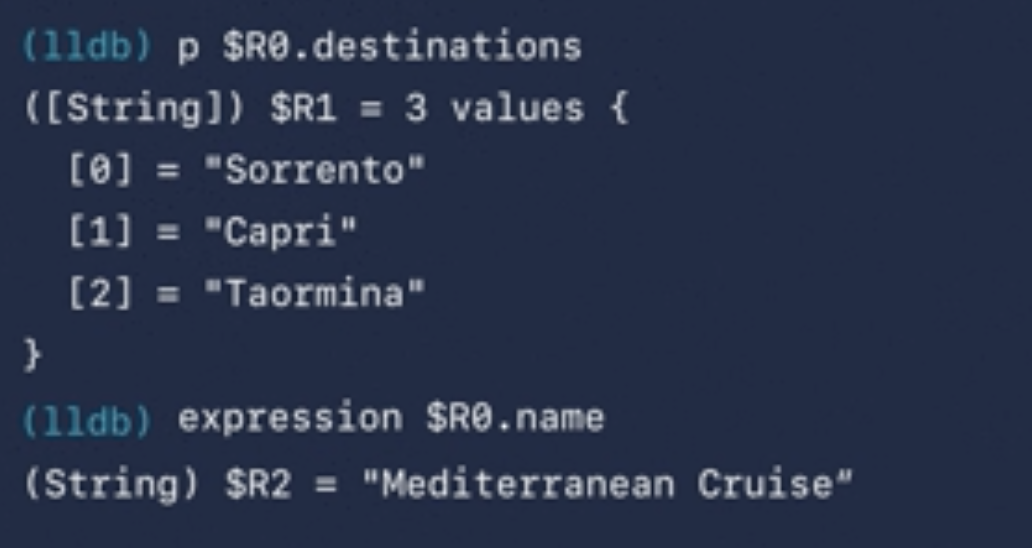 (lldb) p $R0.destinations
([String]) $R1 = 3 values {
  [0] = "Sorrento"
  [1] = "Capri"
  [2] = "Taormina"
}
(lldb) expression $R0.name
(String) $R2 = "Mediterranean Cruise”